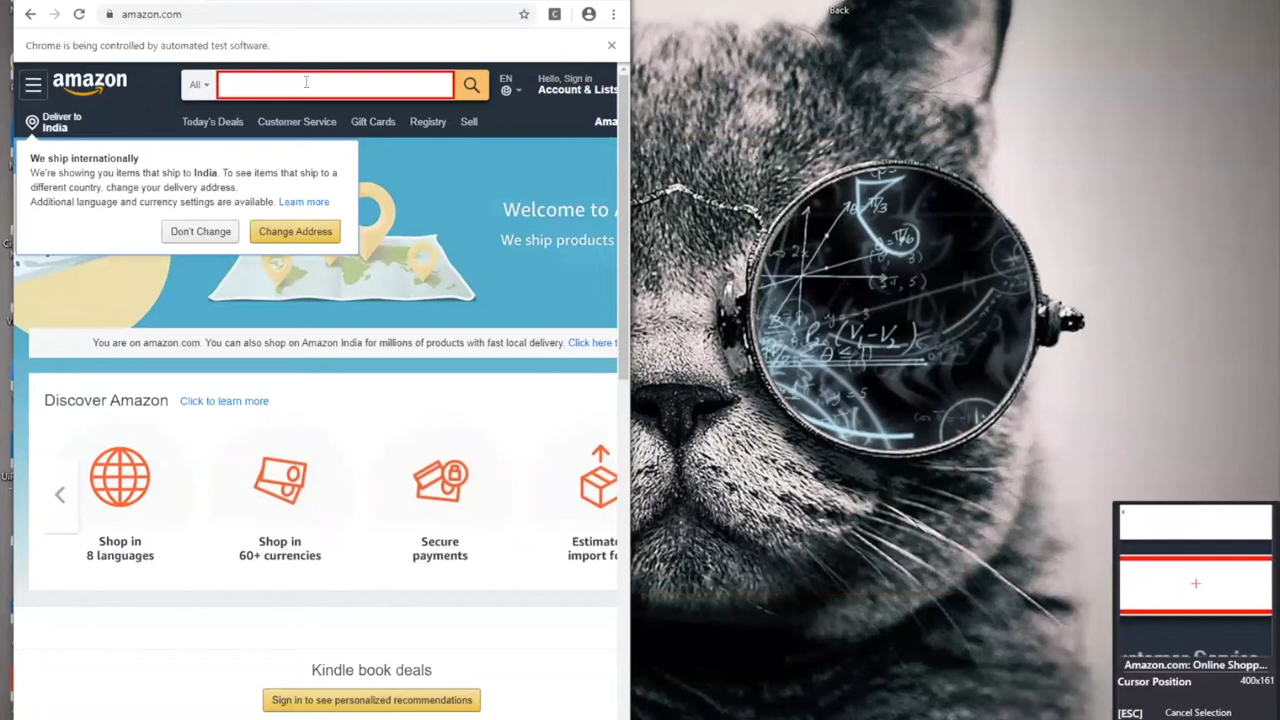 Back
amazon.com
Chrome is being controlled by automated test software.
amazon
All
EN
Hello, Sign in
Account & Lists
Deliver to
India
Today's Deals
Customer Service
Gift Cards
Registry
Sell
Ama
We ship internationally
We're showing you items that ship to India. To see items that ship to a
different country, change your delivery address.
Additional language and currency settings are available. Learn more
Don't Change
Change Address
Welcome to
We ship products
You are on amazon.com. You can also shop on Amazon India for millions of products with fast local delivery. Click here
Discover Amazon
Click to learn more
Shop in
8 languages
Shop in
60+ currencies
Secure
payments
Estimate
import
Kindle book deals
Sign in to see personalized recommendations
Amazon.com: Online Shopp...
Cursor Position
400x161
[ESC]
Cancel Selection